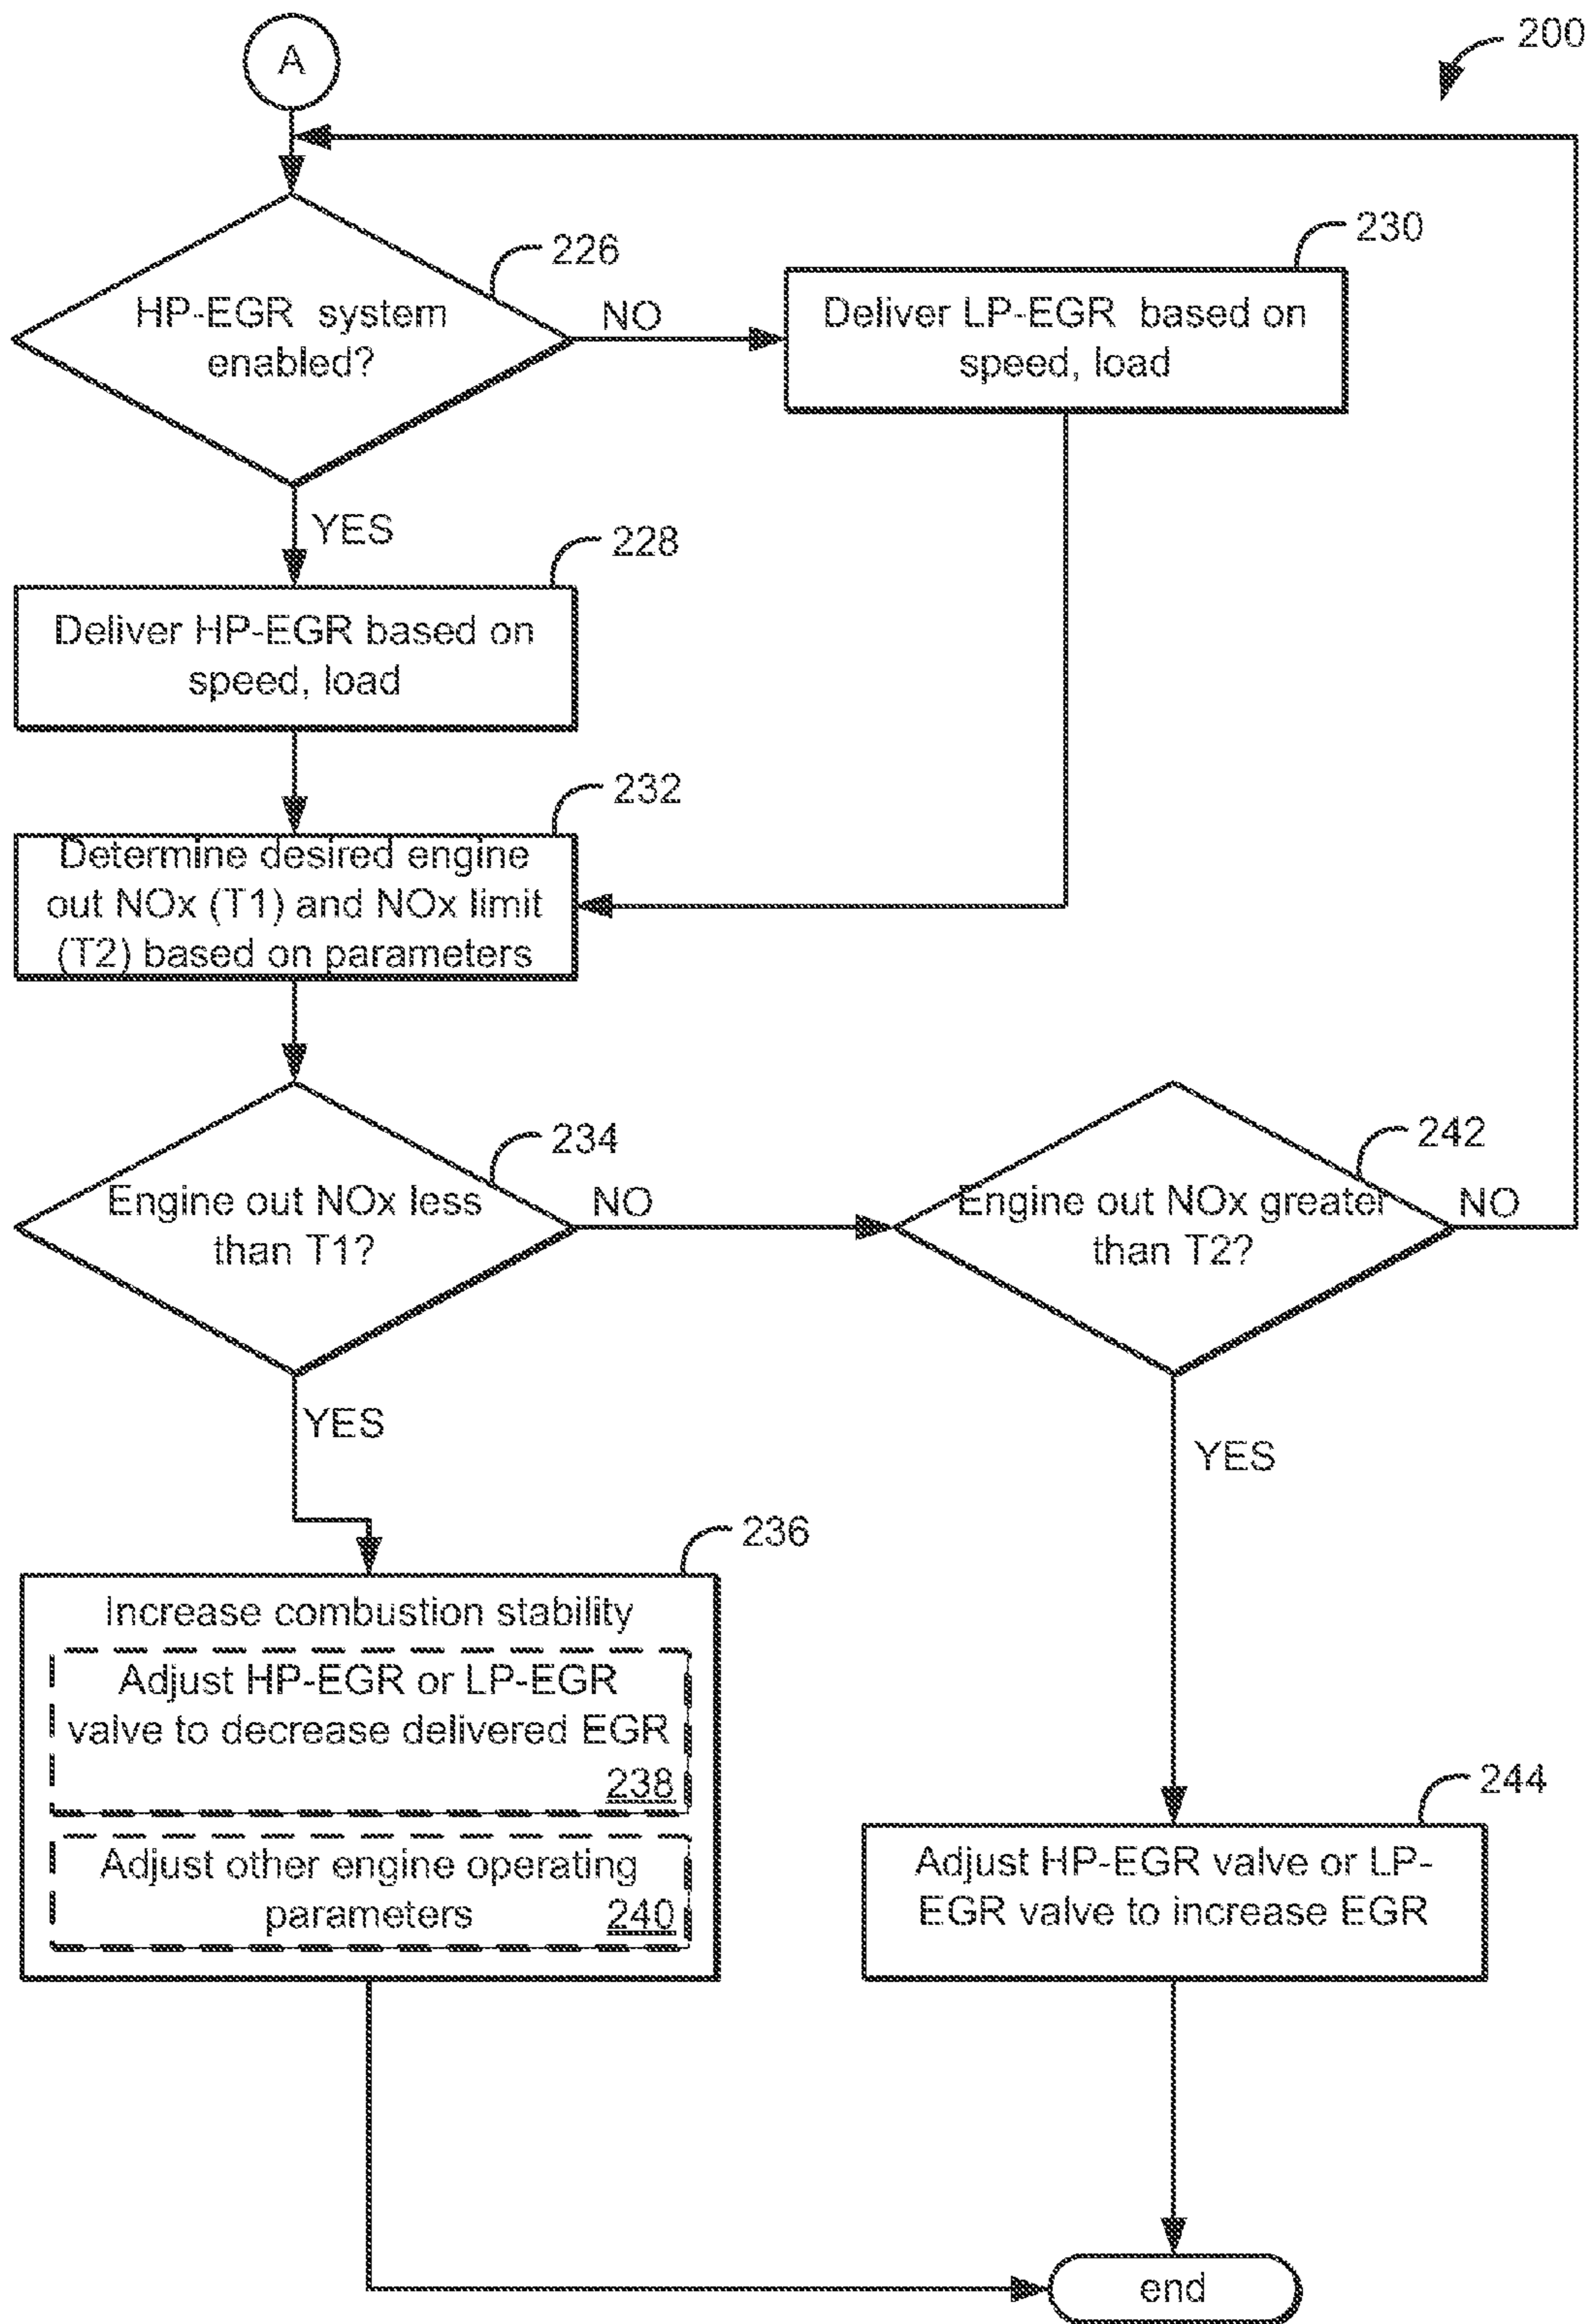 A
200
226
HP-EGR system
enabled?
NO
230
Deliver LP-EGR based on
speed, load
YES
228
Deliver HP-EGR based on
speed, load
232
Determine desired engine
out NOx (T1) and NOx limit
(T2) based on parameters
234
Engine out NOx less
than T1?
NO
242
Engine out NOx greater
than T2?
NO
YES
YES
236
Increase combustion stability
Adjust HP-EGR or LP-EGR
valve to decrease delivered EGR
238
Adjust other engine operating
parameters 240
244
Adjust HP-EGR valve or LP-
EGR valve to increase EGR
end